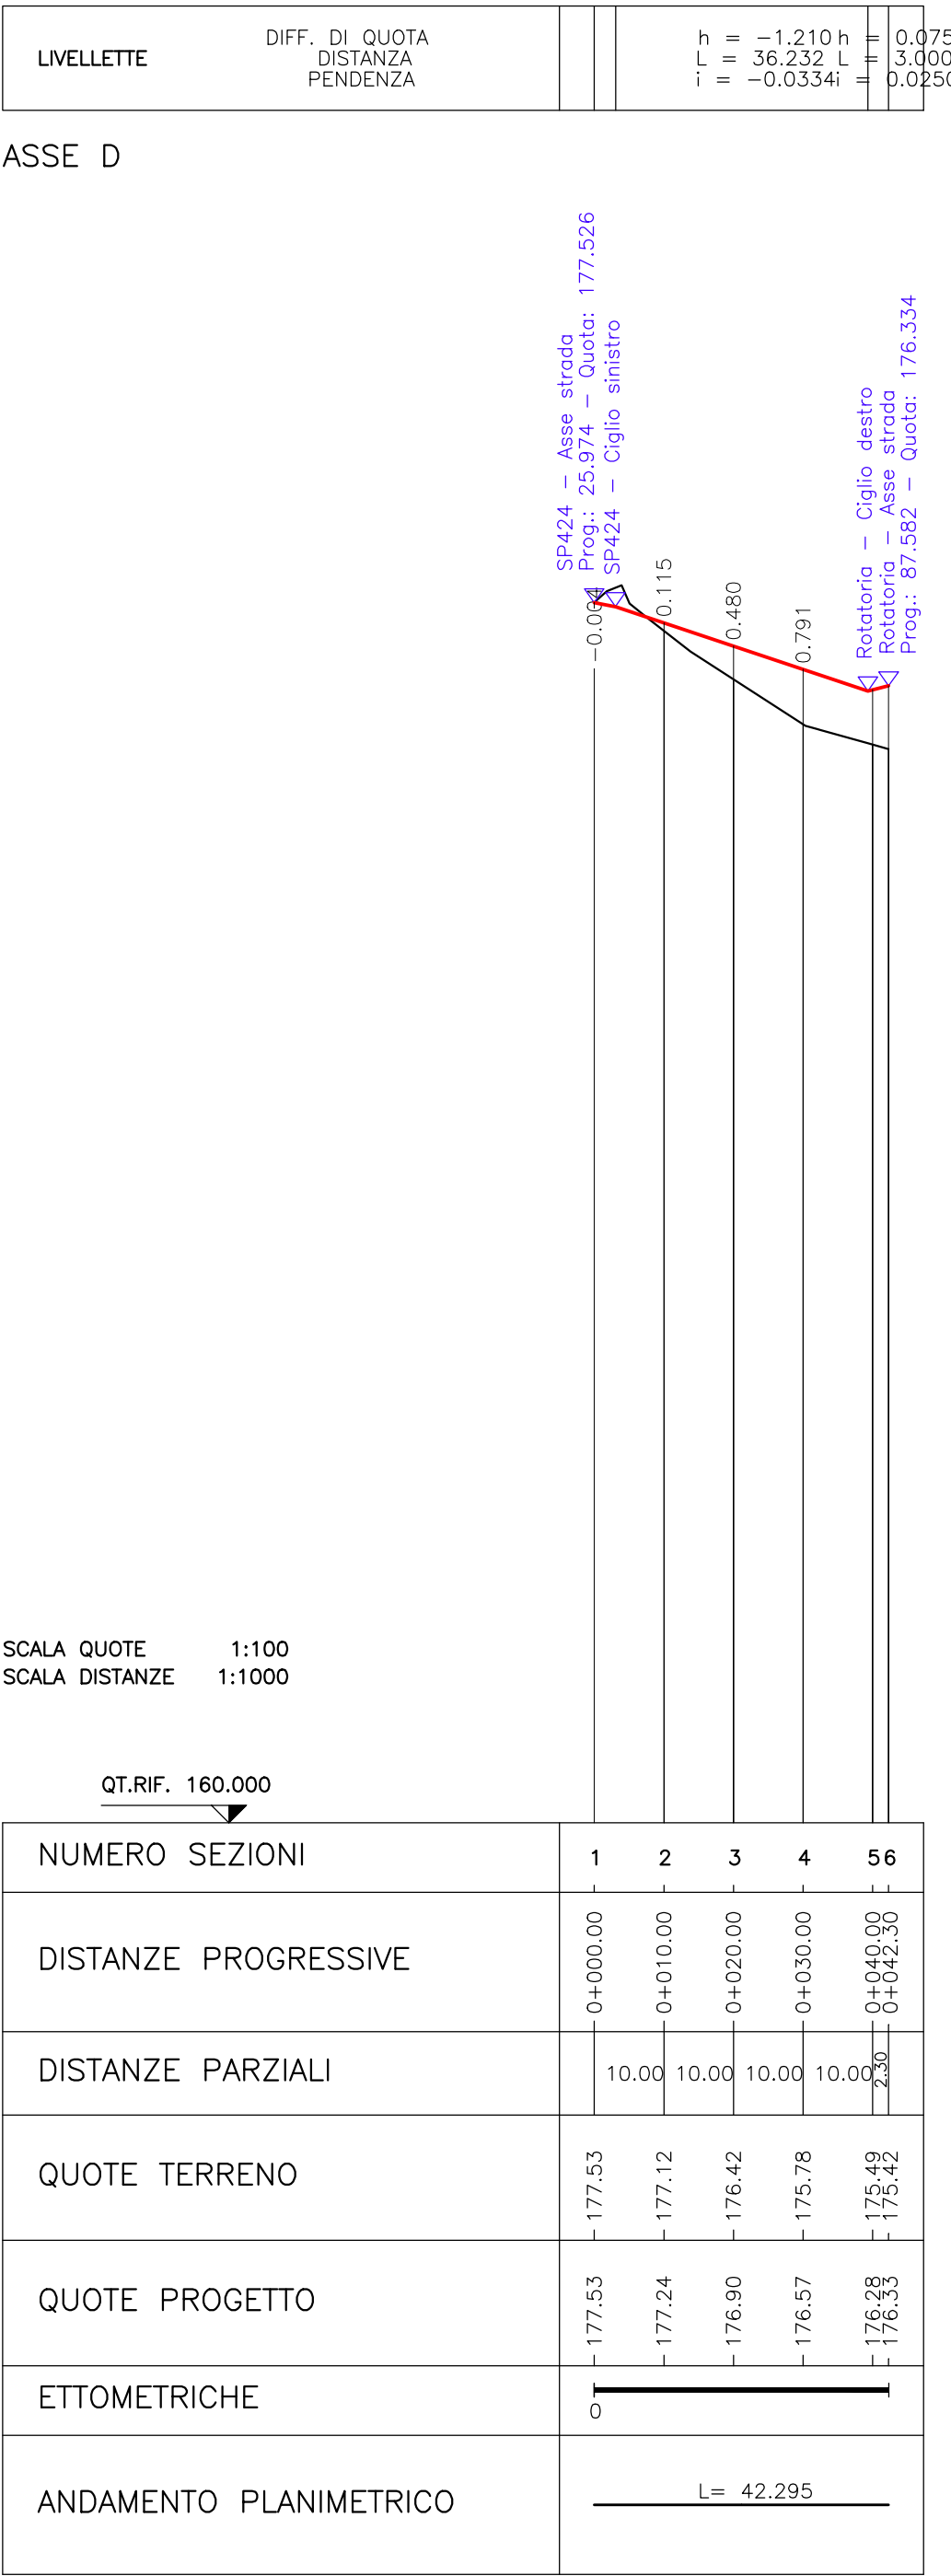 LIVELLETTE
DIFF. DI QUOTA
DISTANZA
PENDENZA
h = -1.210 h = 0.075
L = 36.232 L = 3.000
i = -0.0334 i = 0.0250
ASSE D
SP424 - Asse strada
Prog.: 25.974 - Quota: 177.526
SP424 - Ciglio sinistro
Rotatoria - Ciglio destro
Rotatoria - Asse strada
Prog.: 87.582 - Quota: 176.334
-0.004
0.115
0.480
0.791
SCALA QUOTE 1:100
SCALA DISTANZE 1:1000
QT.RIF. 160.000
NUMERO SEZIONI 1 2 3 4 5 6
DISTANZE PROGRESSIVE 0+000.00 0+010.00 0+020.00 0+030.00 0+040.00 0+042.30
DISTANZE PARZIALI 10.00 10.00 10.00 10.00 2.30
QUOTE TERRENO 177.53 177.12 176.42 175.78 175.49 175.42
QUOTE PROGETTO 177.53 177.24 176.90 176.57 176.28 176.33
ETTOMETRICHE 0
ANDAMENTO PLANIMETRICO L= 42.295